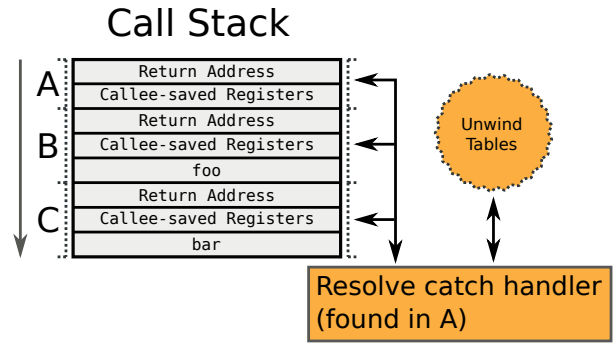 Call Stack
A
Return Address
Callee-saved Registers
B
Return Address
Callee-saved Registers
foo
C
Return Address
Callee-saved Registers
bar
Unwind
Tables
Resolve catch handler
(found in A)